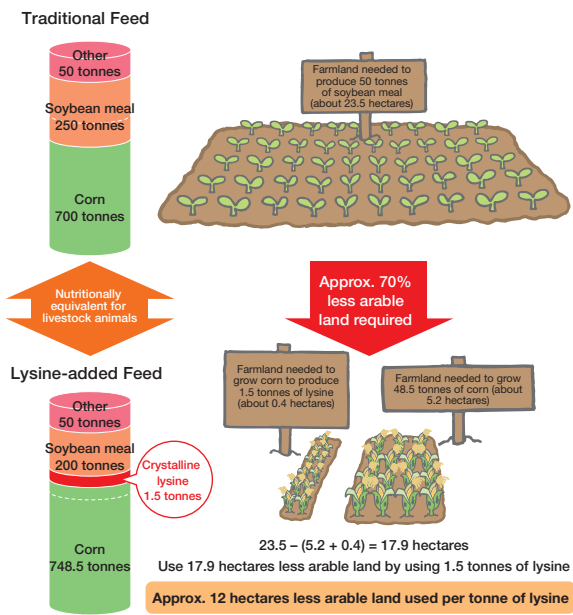 Traditional Feed
Other
50 tonnes
Soybean meal
250 tonnes
Corn
700 tonnes
Farmland needed to
produce 50 tonnes
of soybean meal
(about 23.5 hectares)
Nutritionally
equivalent for
livestock animals
Approx. 70%
less arable
land required
Lysine-added Feed
Other
50 tonnes
Soybean meal
200 tonnes
Crystalline
lysine
1.5 tonnes
Corn
748.5 tonnes
Farmland needed to
grow corn to produce
1.5 tonnes of lysine
(about 0.4 hectares)
Farmland needed to grow
48.5 tonnes of corn (about
5.2 hectares)
23.5 – (5.2 + 0.4) = 17.9 hectares
Use 17.9 hectares less arable land by using 1.5 tonnes of lysine
Approx. 12 hectares less arable land used per tonne of lysine